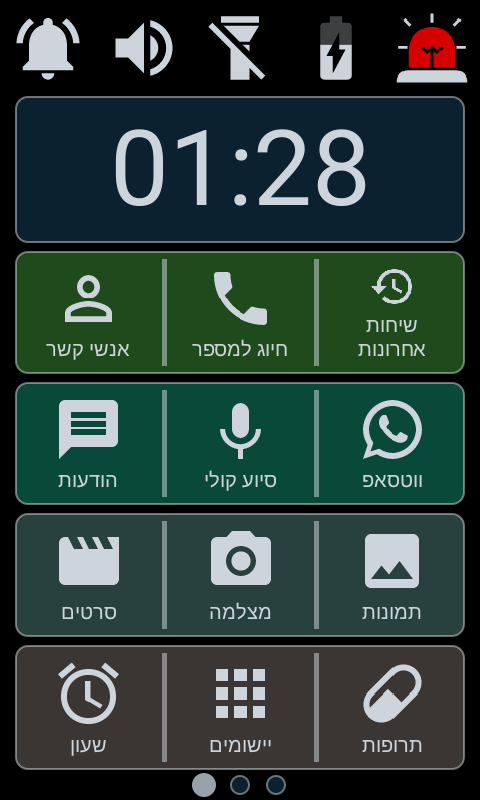 01:28
שיחות
אחרונות
חיוג למספר
אנשי קשר
ווטסאפ
סיוע קולי
הודעות
תמונות
מצלמה
סרטים
תרופות
יישומים
שעון